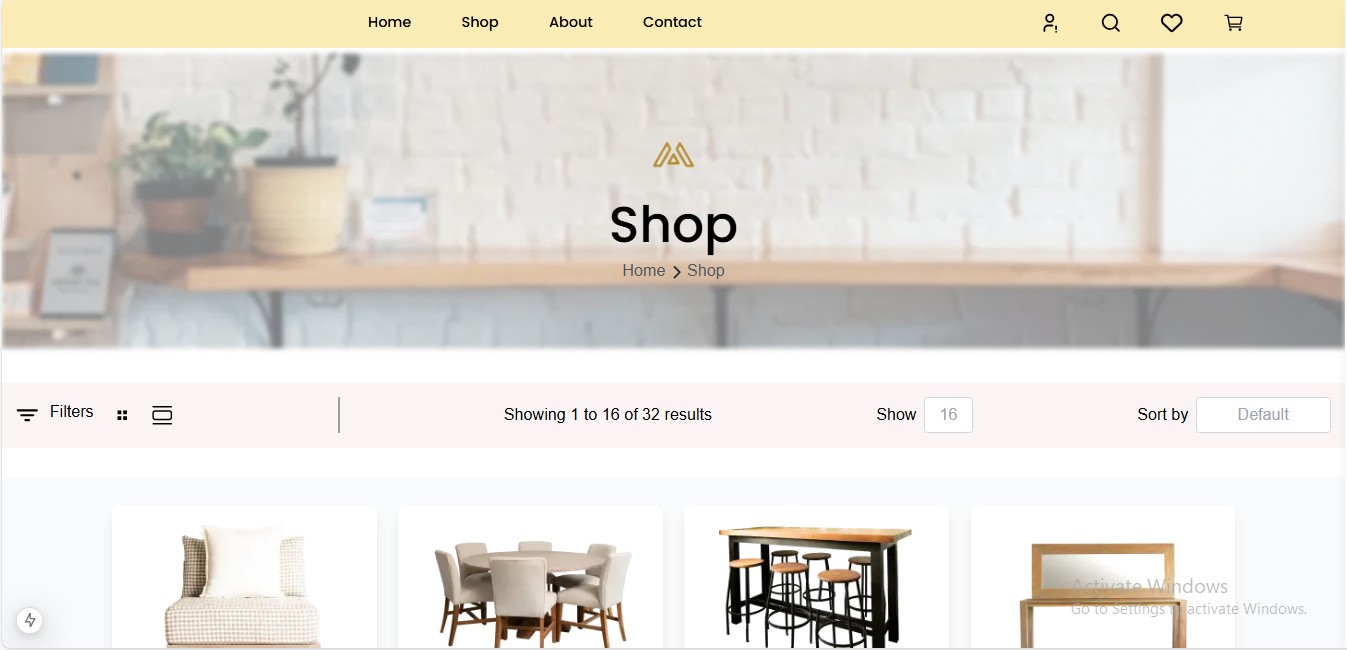 Home Shop About Contact
Shop
Home > Shop
Filters Showing 1 to 16 of 32 results Show 16 Sort by Default
Activate Windows
Go to Settings to activate Windows.